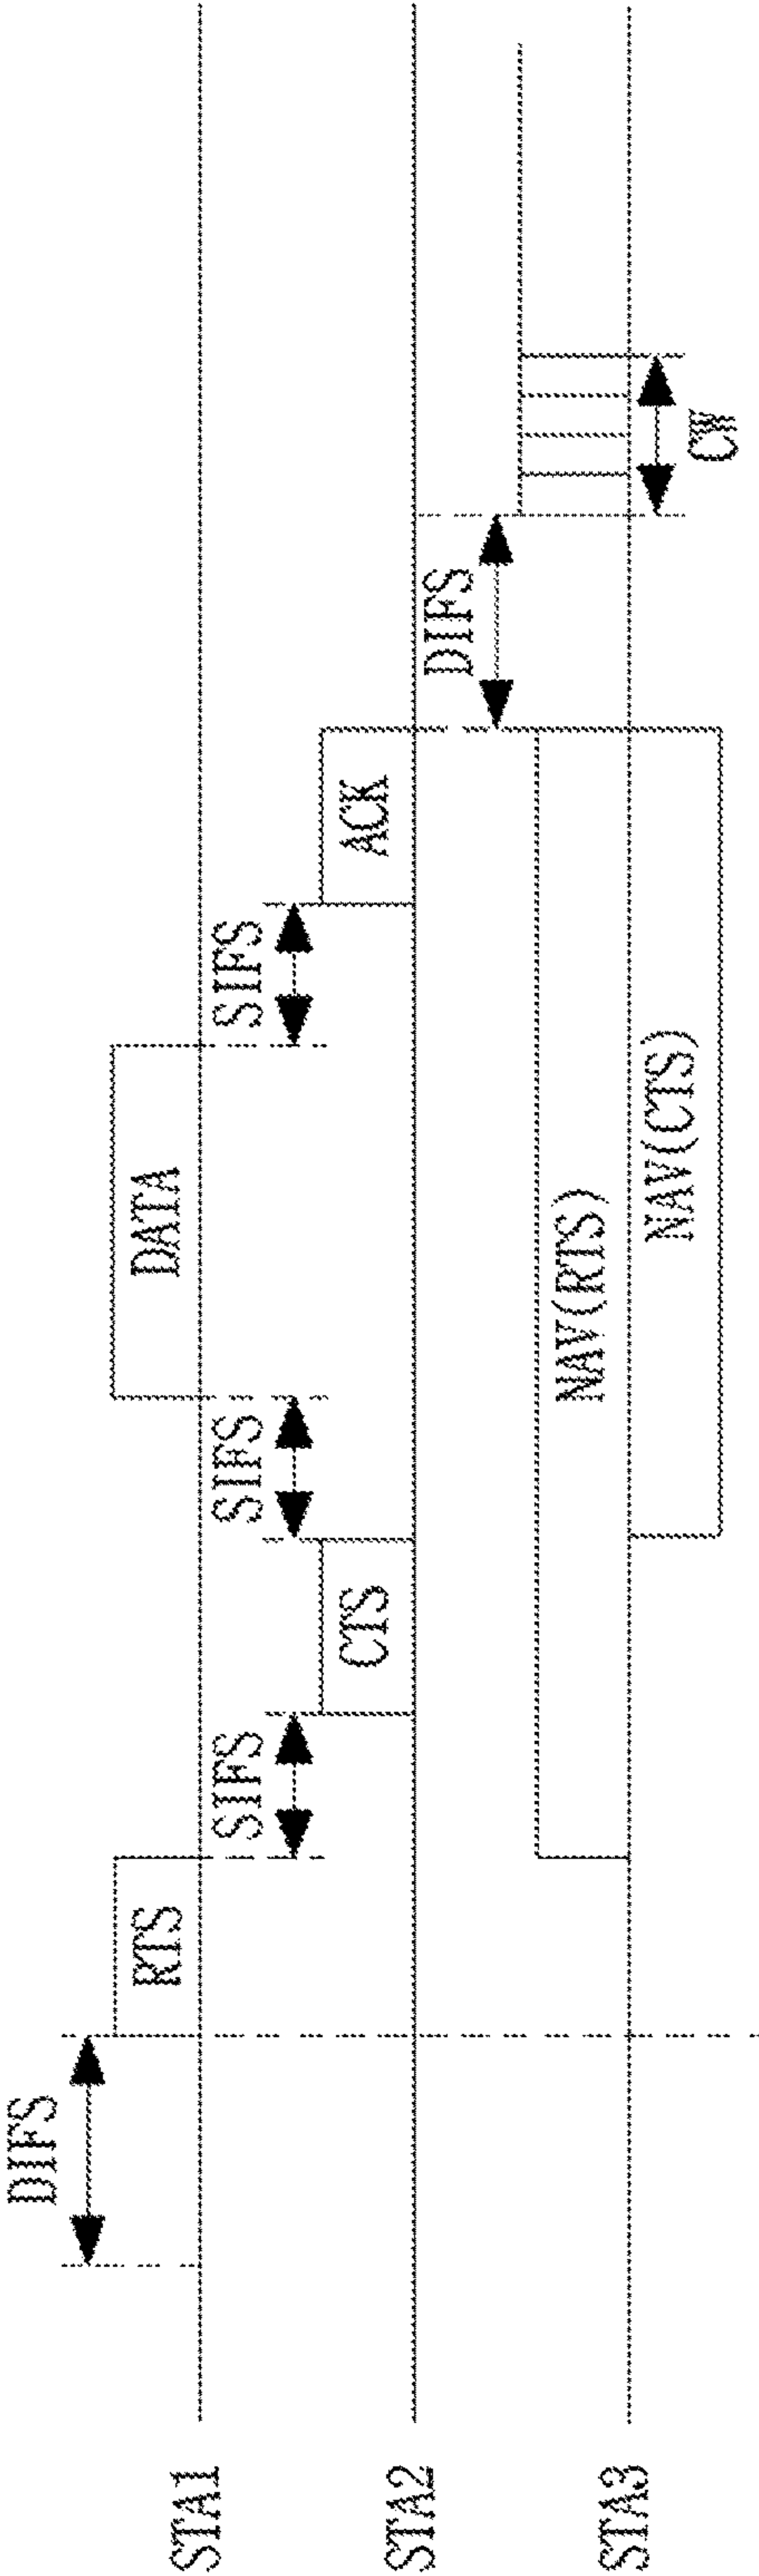 DIFS
STA1
RTS
SIFS
SIFS
DATA
SIFS
STA2
CTS
ACK
DIFS
STA3
NAV(RTS)
NAV(CTS)
CW